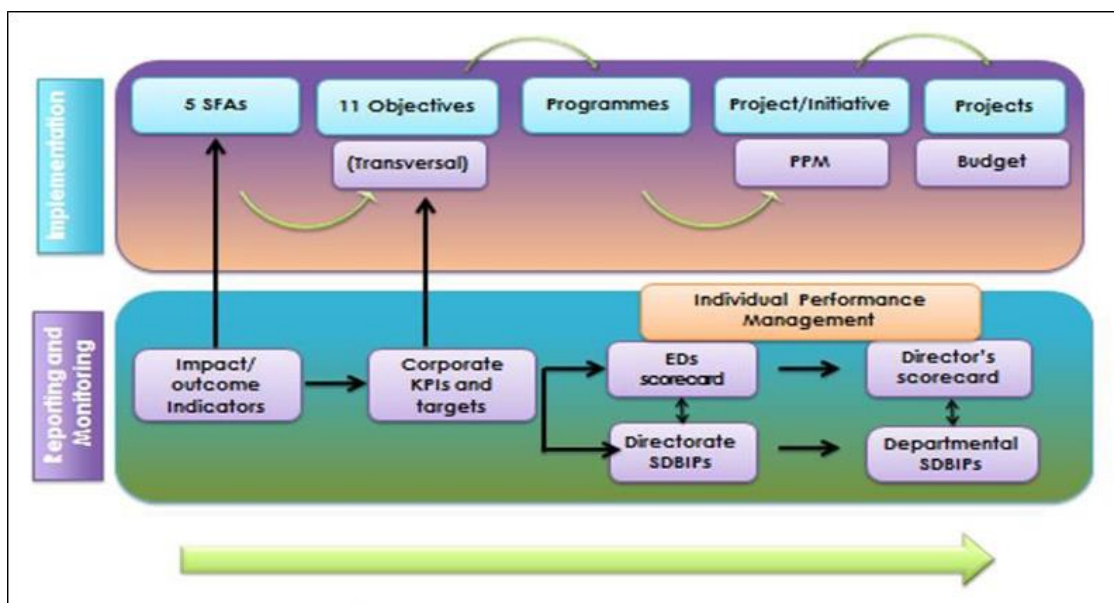 Implementation
5 SFAs
11 Objectives
(Transversal)
Programmes
Project/Initiative
PPM
Projects
Budget
Reporting and
Monitoring
Impact/
outcome
Indicators
Corporate
KPIs and
targets
Individual Performance
Management
EDs
scorecard
Director's
scorecard
Directorate
SDBIPs
Departmental
SDBIPs